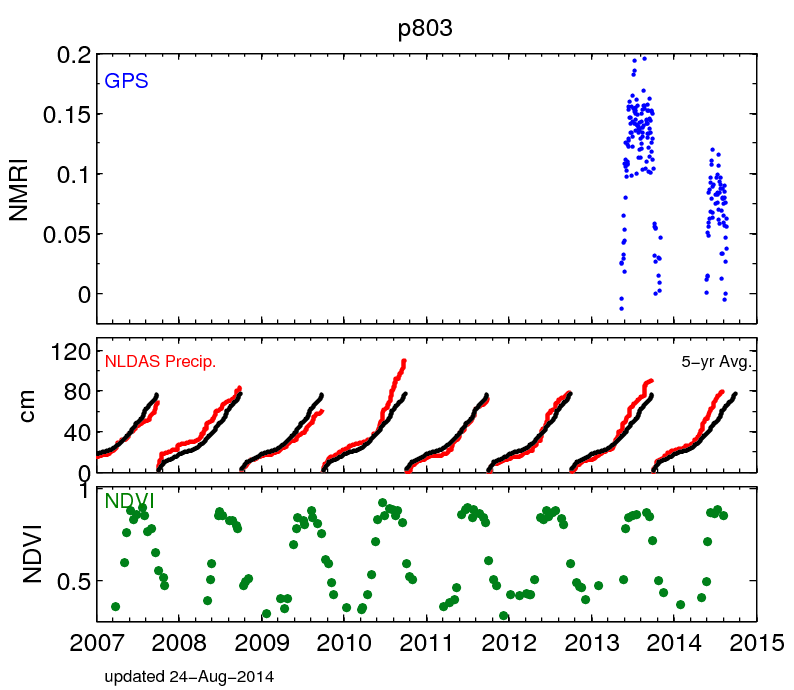 p803
GPS
NMRI
0.2
0.15
0.1
0.05
0
NLDAS Precip.
5-yr Avg.
cm
120
80
40
0
NDVI
NDVI
1
0.5
2007 2008 2009 2010 2011 2012 2013 2014 2015
updated 24-Aug-2014